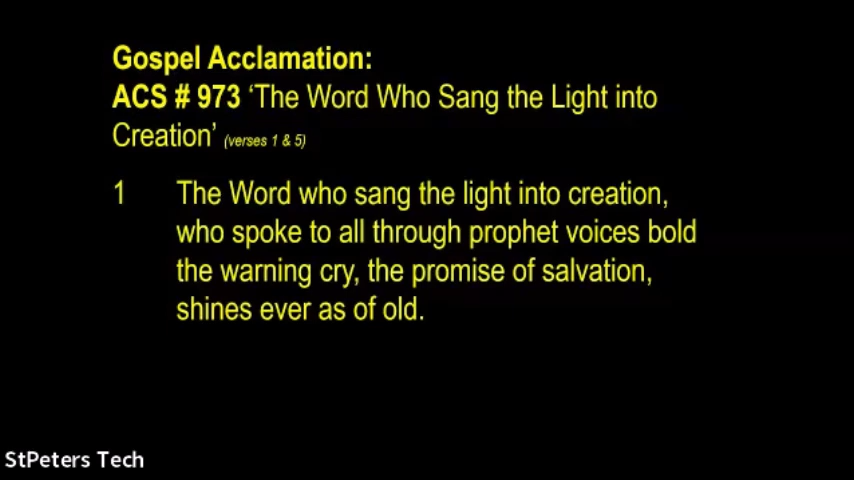 Gospel Acclamation:
ACS # 973 ‘The Word Who Sang the Light into
Creation’ (verses 1 & 5)
1 The Word who sang the light into creation,
who spoke to all through prophet voices bold
the warning cry, the promise of salvation,
shines ever as of old.
StPeters Tech